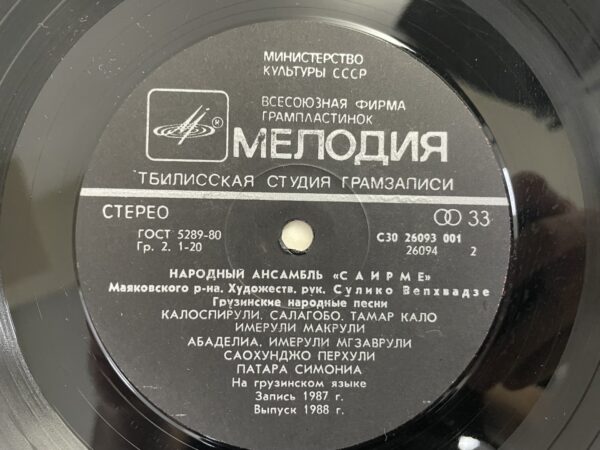 МИНИСТЕРСТВО
КУЛЬТУРЫ СССР
ВСЕСОЮЗНАЯ ФИРМА
ГРАМПЛАСТИНОК
МЕЛОДИЯ
ТБИЛИССКАЯ СТУДИЯ ГРАМЗАПИСИ
СТЕРЕО 33
ГОСТ 5289-80 С30 26093 001
Гр. 2. 1-20 26094 2
НАРОДНЫЙ АНСАМБЛЬ «САИРМЕ»
Маяковского р-на. Художеств. рук. Сулико Вепхвадзе
Грузинские народные песни
КАЛОСПИРУЛИ. САЛАГОБО. ТАМАР КАЛО
ИМЕРУЛИ МАКРУЛИ
АБАДЕЛИА. ИМЕРУЛИ МГЗАВРУЛИ
САОХУНДЖО ПЕРХУЛИ
ПАТАРА СИМОНИА
На грузинском языке
Запись 1987 г.
Выпуск 1988 г.